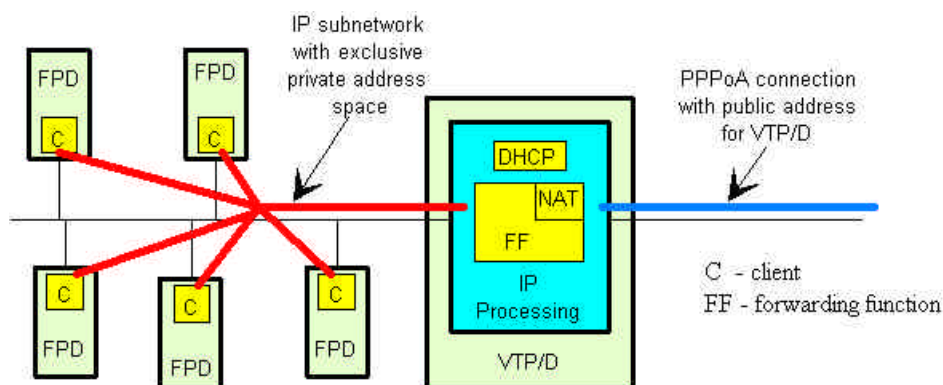 IP subnetwork
with exclusive
private address
space
FPD
C
FPD
C
PPPoA connection
with public address
for VTP/D
DHCP
NAT
FF
IP
Processing
VTP/D
C
FPD
C
FPD
C
FPD
C - client
FF - forwarding function